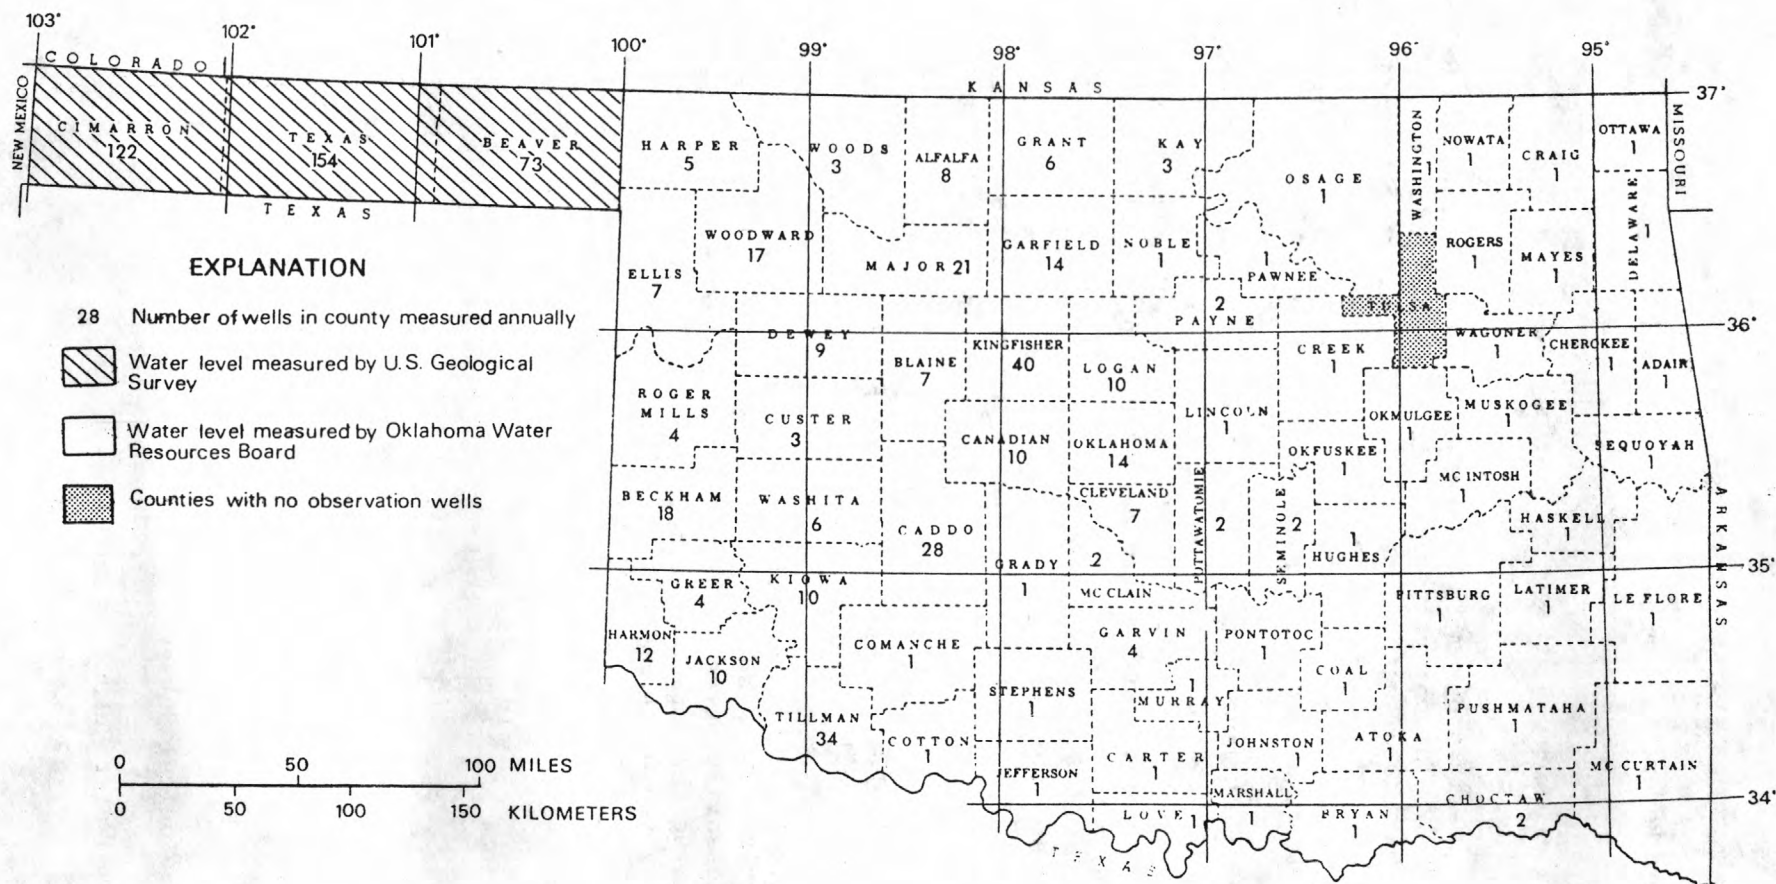 103° 102° 101° 100° 99° 98° 97° 96° 95°
COLORADO
KANSAS
37°
NEW MEXICO
MISSOURI
CIMARRON
122
TEXAS
154
BEAVER
73
TEXAS
HARPER
5
WOODS
3
ALFALFA
8
GRANT
6
KAY
3
OSAGE
1
WASHINGTON
1
NOWATA
1
CRAIG
1
OTTAWA
1
DELAWARE
1
ELLIS
7
WOODWARD
17
MAJOR 21
GARFIELD
14
NOBLE
1
1
PAWNEE
2
PAYNE
ROGERS
1
MAYES
1
36°
EXPLANATION
28 Number of wells in county measured annually
Water level measured by U.S. Geological
Survey
Water level measured by Oklahoma Water
Resources Board
Counties with no observation wells
DEWEY
9
BLAINE
7
KINGFISHER
40
LOGAN
10
CREEK
1
WAGONER
1
CHEROKEE
1
ADAIR
1
ROGER
MILLS
4
CUSTER
3
CANADIAN
10
OKLAHOMA
14
LINCOLN
1
OKMULGEE
1
MUSKOGEE
1
SEQUOYAH
1
OKFUSKEE
1
MC INTOSH
1
BECKHAM
18
WASHITA
6
CADDO
28
CLEVELAND
7
POTTAWATOMIE
2
SEMINOLE
2
1
HUGHES
HASKELL
1
ARKANSAS
35°
GREER
4
KIOWA
10
GRADY
1
2
MC CLAIN
PITTSBURG
1
LATIMER
1
LE FLORE
1
HARMON
12
JACKSON
10
COMANCHE
1
GARVIN
4
PONTOTOC
1
COAL
1
STEPHENS
1
1
MURRAY
PUSHMATAHA
1
TILLMAN
34
COTTON
1
JEFFERSON
1
CARTER
1
JOHNSTON
1
ATOKA
1
MC CURTAIN
1
34°
LOVE 1
MARSHALL
1
BRYAN
1
CHOCTAW
2
0 50 100 MILES
0 50 100 150 KILOMETERS